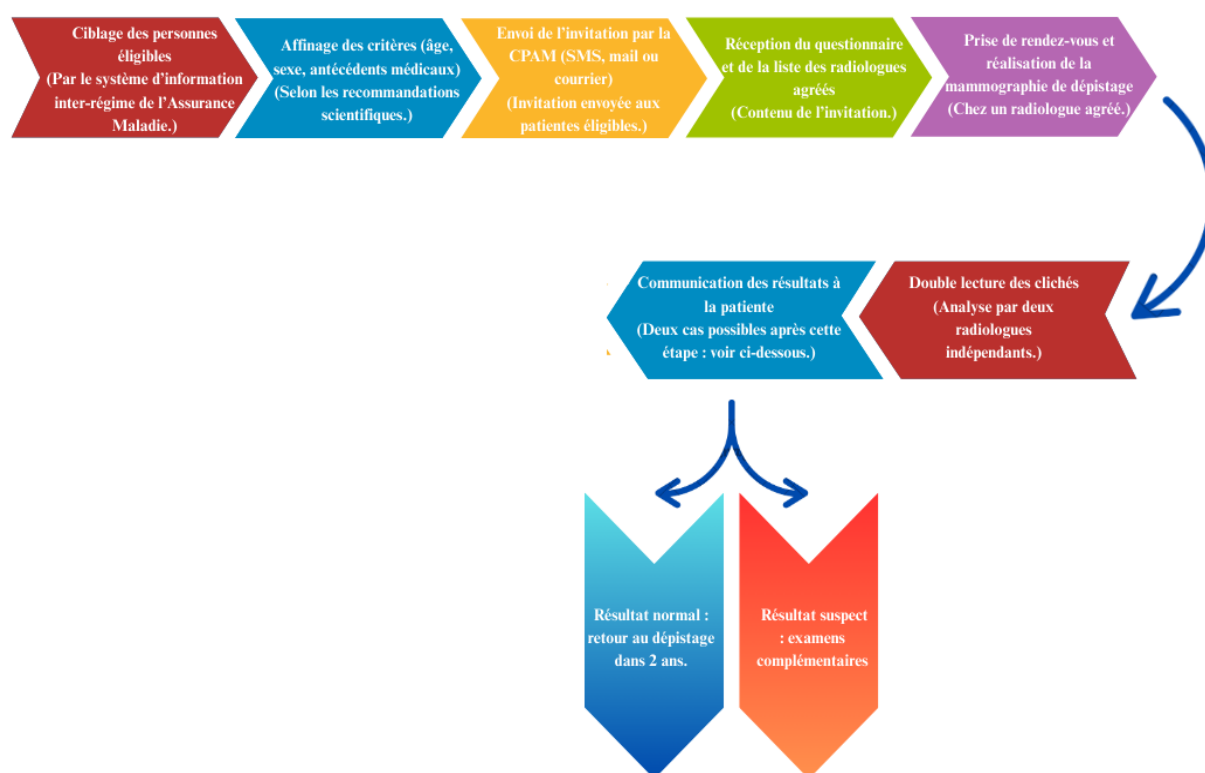 Ciblage des personnes
éligibles
(Par le système d'information
inter-régime de l'Assurance
Maladie.)
Affinage des critères (âge,
sexe, antécédents médicaux)
(Selon les recommandations
scientifiques.)
Envoi de l'invitation par la
CPAM (SMS, mail ou
courrier)
(Invitation envoyée aux
patientes éligibles.)
Réception du questionnaire
et de la liste des radiologues
agréés
(Contenu de l'invitation.)
Prise de rendez-vous et
réalisation de la
mammographie de dépistage
(Chez un radiologue agréé.)
Double lecture des clichés
(Analyse par deux
radiologues
indépendants.)
Communication des résultats à
la patiente
(Deux cas possibles après cette
étape : voir ci-dessous.)
Résultat normal :
retour au dépistage
dans 2 ans.
Résultat suspect
: examens
complémentaires